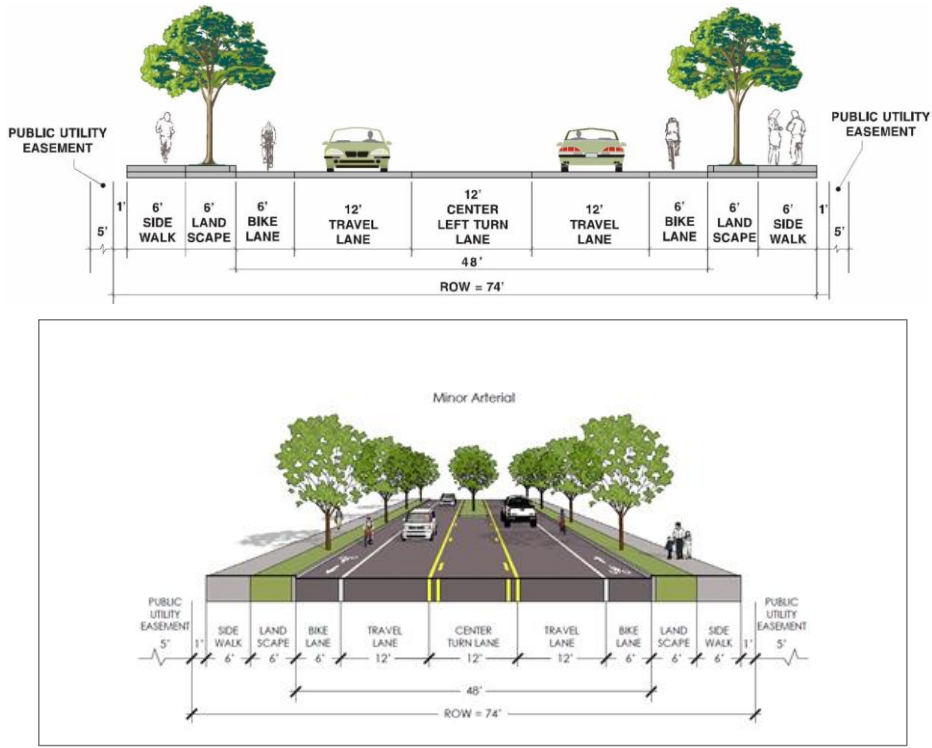 PUBLIC UTILITY
EASEMENT
PUBLIC UTILITY
EASEMENT
5'
1'
6'
SIDE
WALK
6'
LAND
SCAPE
6'
BIKE
LANE
12'
TRAVEL
LANE
12'
CENTER
LEFT TURN
LANE
12'
TRAVEL
LANE
6'
BIKE
LANE
6'
LAND
SCAPE
6'
SIDE
WALK
1'
5'
48'
ROW = 74'
Minor Arterial
PUBLIC
UTILITY
EASEMENT
5'
1'
SIDE
WALK
6'
LAND
SCAPE
6'
BIKE
LANE
6'
TRAVEL
LANE
12'
CENTER
TURN LANE
12'
TRAVEL
LANE
12'
BIKE
LANE
6'
LAND
SCAPE
6'
SIDE
WALK
6'
1'
PUBLIC
UTILITY
EASEMENT
5'
48'
ROW = 74'